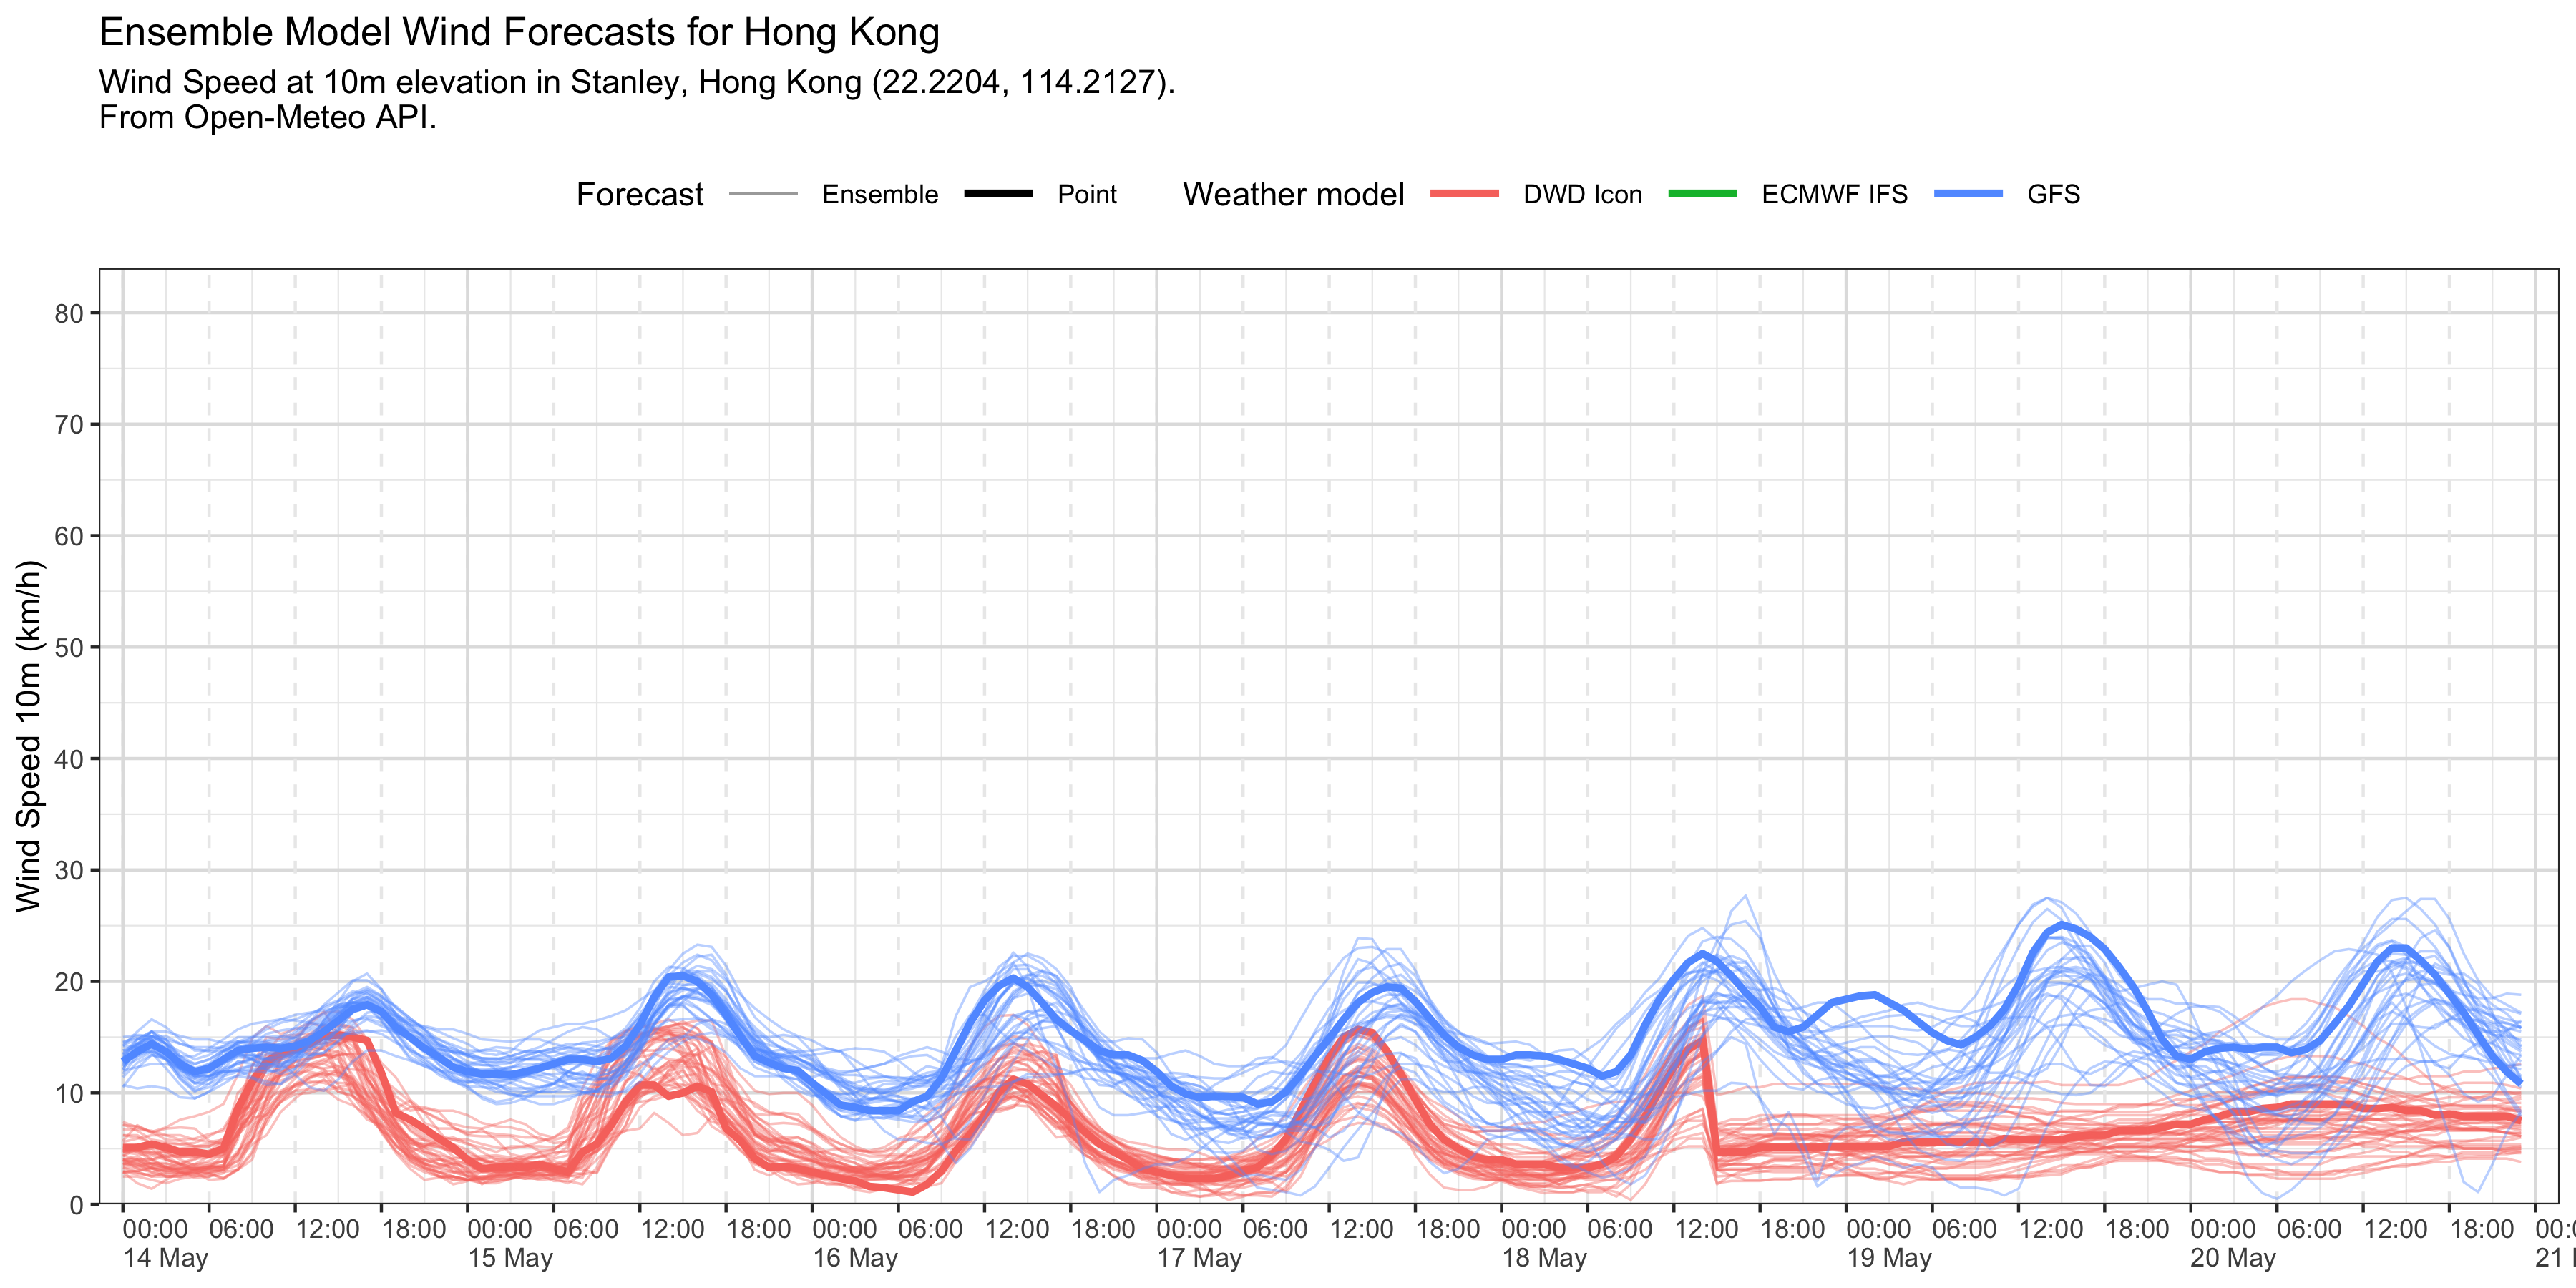 Ensemble Model Wind Forecasts for Hong Kong
Wind Speed at 10m elevation in Stanley, Hong Kong (22.2204, 114.2127).
From Open-Meteo API.
Forecast Ensemble Point Weather model DWD Icon ECMWF IFS GFS
Wind Speed 10m (km/h)
80
70
60
50
40
30
20
10
0
00:00 06:00 12:00 18:00 00:00 06:00 12:00 18:00 00:00 06:00 12:00 18:00 00:00 06:00 12:00 18:00 00:00 06:00 12:00 18:00 00:00 06:00 12:00 18:00 00:00 06:00 12:00 18:00
14 May 15 May 16 May 17 May 18 May 19 May 20 May 21